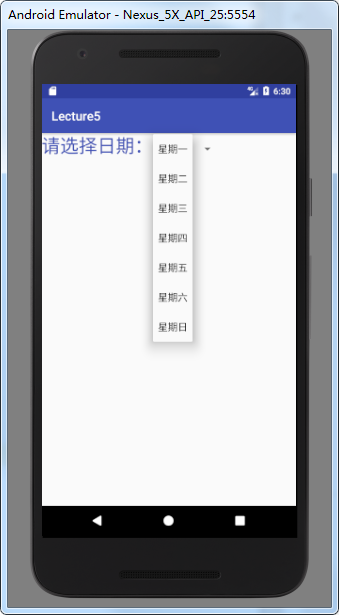 Android Emulator - Nexus_5X_API_25:5554
6:30
Lecture5
请选择日期：
星期一
星期二
星期三
星期四
星期五
星期六
星期日